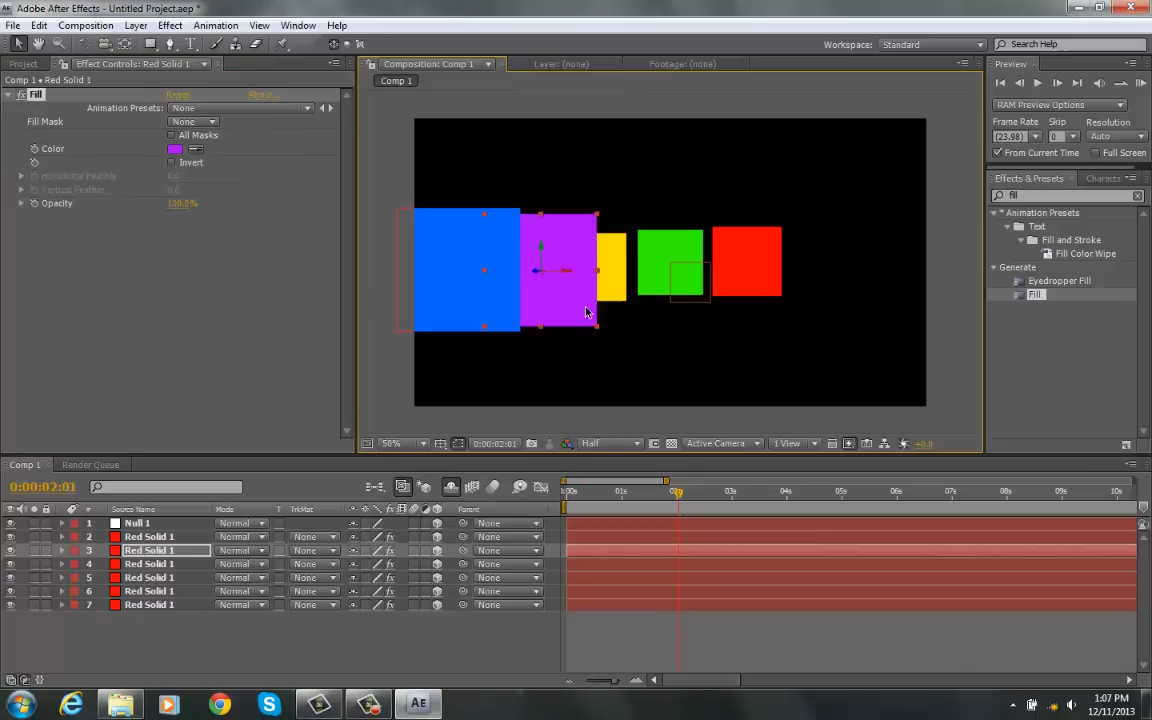 Adobe After Effects - Untitled Project.aep *
File Edit Composition Layer Effect Animation View Window Help
Workspace: Standard Search Help
Project Effect Controls: Red Solid 1 Composition: Comp 1 Layer: (none) Footage: (none) Preview
Comp 1 • Red Solid 1
Comp 1
Fill Reset About...
Animation Presets: None
Fill Mask None
All Masks
Color
Invert
Horizontal Feather 0.0
Vertical Feather 0.0
Opacity 100.0%
RAM Preview Options
Frame Rate Skip Resolution
(23.98) 0 Auto
From Current Time Full Screen
Effects & Presets Characte
fill
* Animation Presets
Text
Fill and Stroke
Fill Color Wipe
Generate
Eyedropper Fill
Fill
50% 0:00:02:01 Half Active Camera 1 View +0.0
Comp 1 Render Queue
0:00:02:01
:00s 01s 02s 03s 04s 05s 06s 07s 08s 09s 10s
# Source Name Mode T TrkMat Parent
1 Null 1 Normal None
2 Red Solid 1 Normal None None
3 Red Solid 1 Normal None None
4 Red Solid 1 Normal None None
5 Red Solid 1 Normal None None
6 Red Solid 1 Normal None None
7 Red Solid 1 Normal None None
AE
1:07 PM
12/11/2013